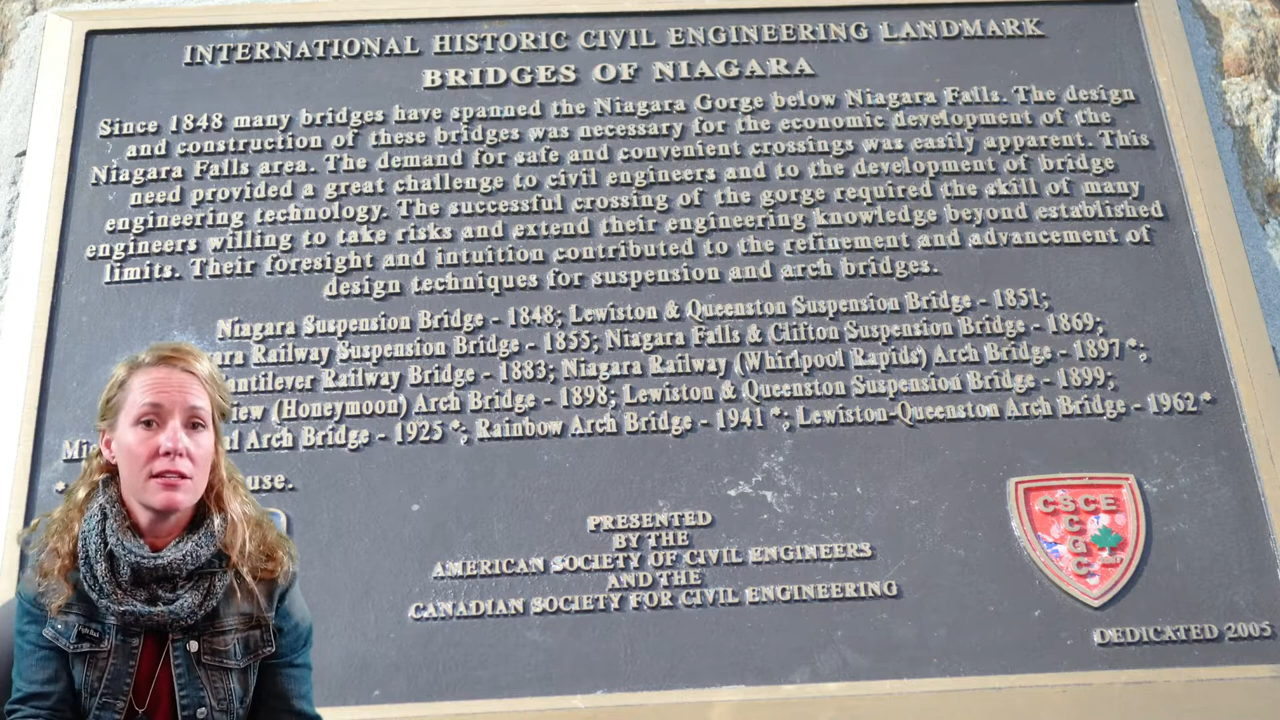 INTERNATIONAL HISTORIC CIVIL ENGINEERING LANDMARK
BRIDGES OF NIAGARA
Since 1848 many bridges have spanned the Niagara Gorge below Niagara Falls. The design
and construction of these bridges was necessary for the economic development of the
Niagara Falls area. The demand for safe and convenient crossings was easily apparent. This
need provided a great challenge to civil engineers and to the development of bridge
engineering technology. The successful crossing of the gorge required the skill of many
engineers willing to take risks and extend their engineering knowledge beyond established
limits. Their foresight and intuition contributed to the refinement and advancement of
design techniques for suspension and arch bridges.
Niagara Suspension Bridge - 1848; Lewiston & Queenston Suspension Bridge - 1851;
Railway Suspension Bridge - 1855; Niagara Falls & Clifton Suspension Bridge - 1869;
Railway Bridge - 1883; Niagara Railway (Whirlpool Rapids) Arch Bridge - 1897 *;
(Honeymoon) Arch Bridge - 1898; Lewiston & Queenston Suspension Bridge - 1899;
Arch Bridge - 1925 *; Rainbow Arch Bridge - 1941 *; Lewiston-Queenston Arch Bridge - 1962 *
*
PRESENTED
BY THE
AMERICAN SOCIETY OF CIVIL ENGINEERS
AND THE
CANADIAN SOCIETY FOR CIVIL ENGINEERING
CSCE
C
G
C
DEDICATED 2005